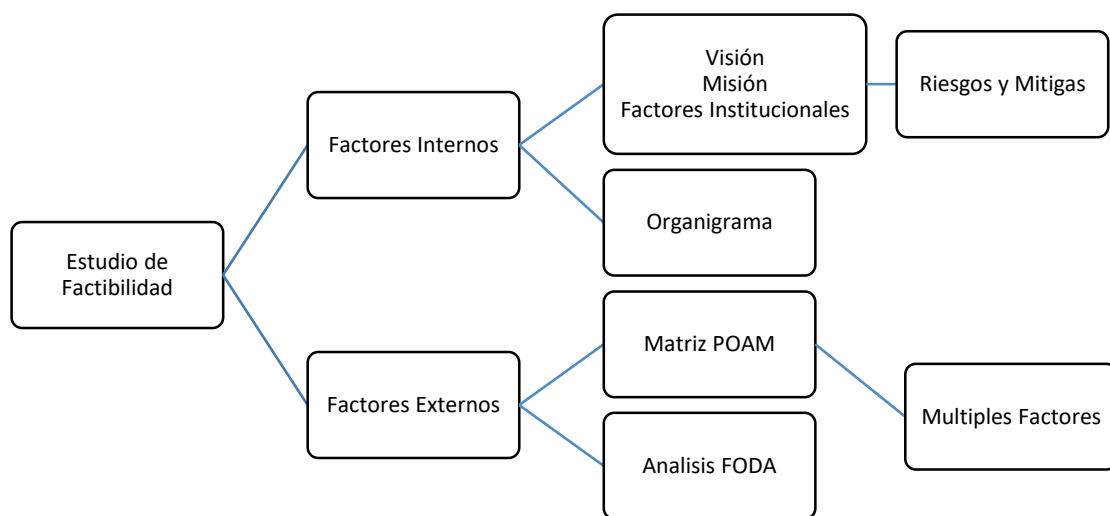 Estudio de
Factibilidad
Factores Internos
Visión
Misión
Factores Institucionales
Riesgos y Mitigas
Organigrama
Factores Externos
Matriz POAM
Multiples Factores
Analisis FODA